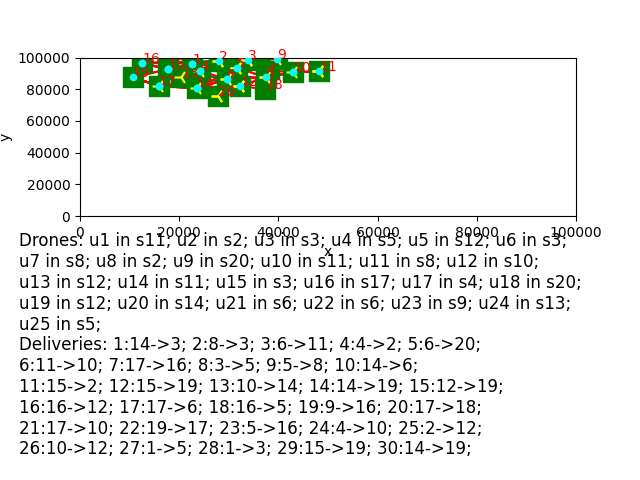 100000
80000
60000
40000
20000
0
y
16
1
2
3
9
18
0
20000
40000
60000
80000
100000
x
Drones: u1 in s11; u2 in s2; u3 in s3; u4 in s5; u5 in s12; u6 in s3;
u7 in s8; u8 in s2; u9 in s20; u10 in s11; u11 in s8; u12 in s10;
u13 in s12; u14 in s11; u15 in s3; u16 in s17; u17 in s4; u18 in s20;
u19 in s12; u20 in s14; u21 in s6; u22 in s6; u23 in s9; u24 in s13;
u25 in s5;
Deliveries: 1:14->3; 2:8->3; 3:6->11; 4:4->2; 5:6->20;
6:11->10; 7:17->16; 8:3->5; 9:5->8; 10:14->6;
11:15->2; 12:15->19; 13:10->14; 14:14->19; 15:12->19;
16:16->12; 17:17->6; 18:16->5; 19:9->16; 20:17->18;
21:17->10; 22:19->17; 23:5->16; 24:4->10; 25:2->12;
26:10->12; 27:1->5; 28:1->3; 29:15->19; 30:14->19;